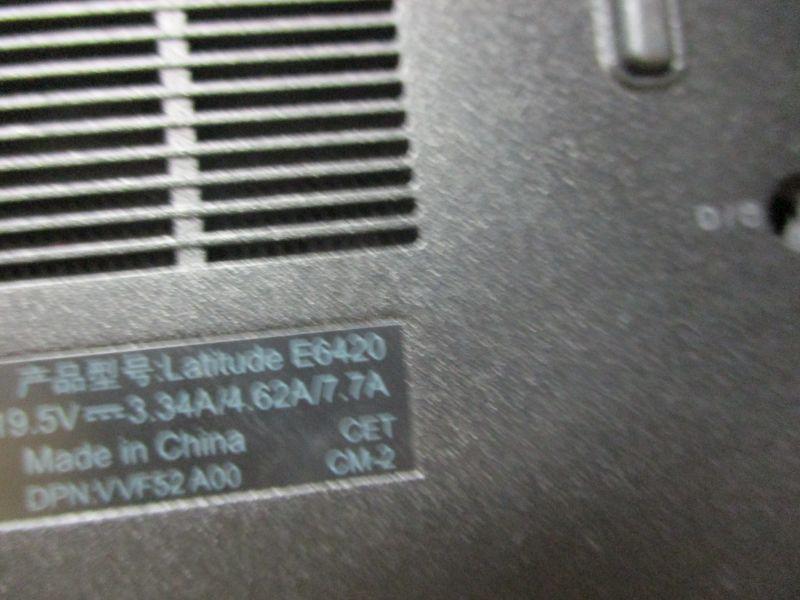 产品型号:Latitude E6420
19.5V⎓3.34A/4.62A/7.7A
Made in China
CET
DPN:VVF52 A00
CM-2